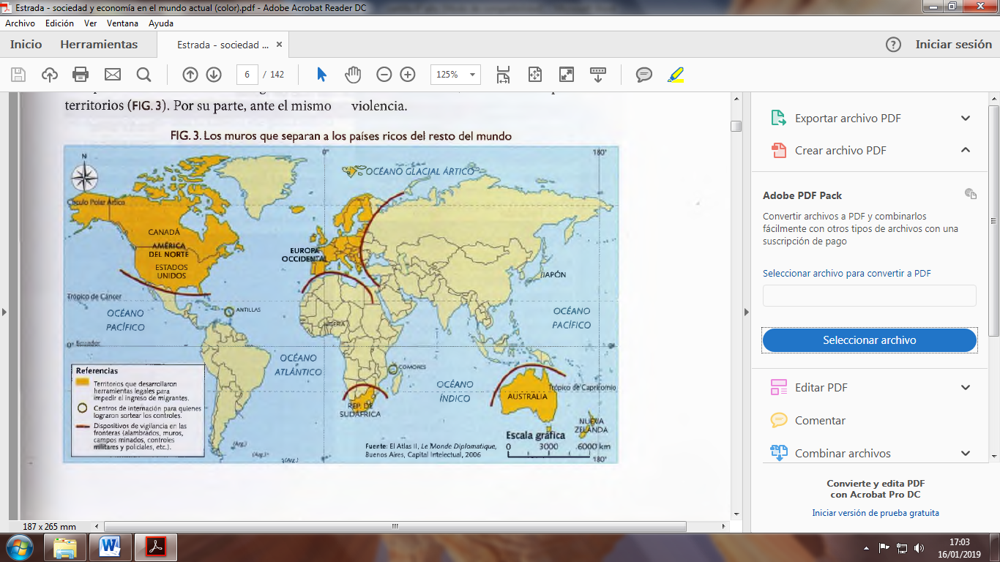 Estrada - sociedad y economía en el mundo actual (color).pdf - Adobe Acrobat Reader DC
Archivo Edición Ver Ventana Ayuda
Inicio Herramientas Estrada - sociedad ... × Iniciar sesión
6 / 142 125%
territorios (FIG. 3). Por su parte, ante el mismo violencia.
FIG. 3. Los muros que separan a los países ricos del resto del mundo
N 0° 180°
OCÉANO GLACIAL ÁRTICO
Círculo Polar Ártico
CANADÁ
AMÉRICA
DEL NORTE
ESTADOS
UNIDOS
EUROPA
OCCIDENTAL
JAPÓN
Trópico de Cáncer
OCÉANO
PACÍFICO
ANTILLAS
OCÉANO
PACÍFICO
0° Ecuador
0°
OCÉANO
ATLÁNTICO
COMORES
OCÉANO
ÍNDICO
Trópico de Capricornio
AUSTRALIA
REP. DE
SUDÁFRICA
NUEVA
ZELANDA
Referencias
Territorios que desarrollaron
herramientas legales para
impedir el ingreso de migrantes.
Centros de internación para quienes
lograron sortear los controles.
Dispositivos de vigilancia en las
fronteras (alambrados, muros,
campos minados, controles
militares y policiales, etc.).
(Arg.)
(Arg.)
(Arg.)
Fuente: El Atlas II, Le Monde Diplomatique,
Buenos Aires, Capital Intelectual, 2006
Escala gráfica
0 3000 6000 km
180°
187 x 265 mm
Exportar archivo PDF
Crear archivo PDF
Adobe PDF Pack
Convertir archivos a PDF y combinarlos
fácilmente con otros tipos de archivos con una
suscripción de pago
Seleccionar archivo para convertir a PDF
Seleccionar archivo
Editar PDF
Comentar
Combinar archivos
Convierte y edita PDF
con Acrobat Pro DC
Iniciar versión de prueba gratuita
17:03
16/01/2019